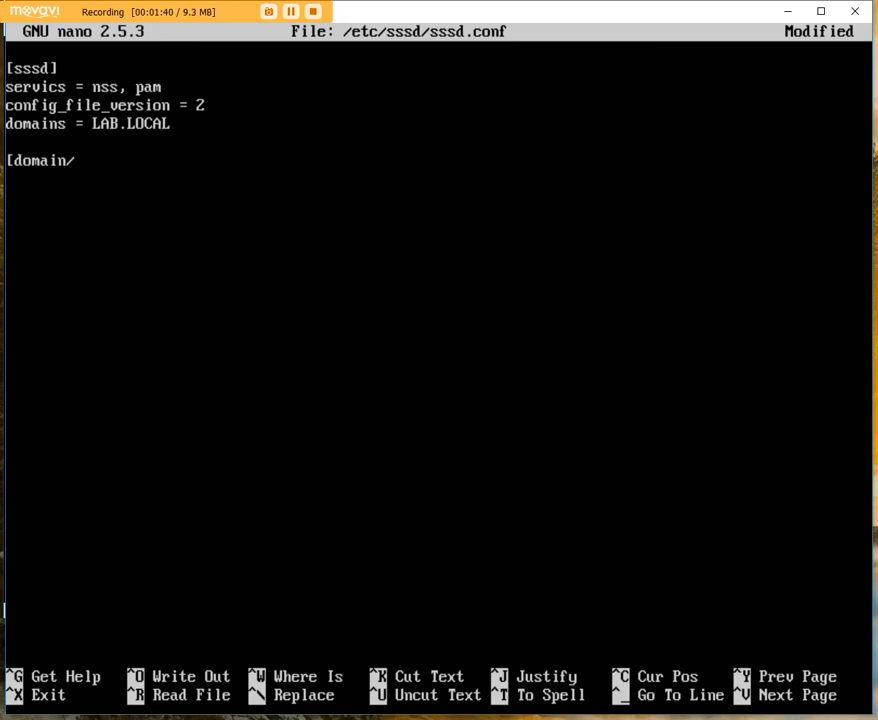 movavi Recording [00:01:40 / 9.3 MB]
GNU nano 2.5.3 File: /etc/sssd/sssd.conf Modified
[sssd]
servics = nss, pam
config_file_version = 2
domains = LAB.LOCAL
[domain/
^G Get Help ^O Write Out ^W Where Is ^K Cut Text ^J Justify ^C Cur Pos ^Y Prev Page
^X Exit ^R Read File ^\ Replace ^U Uncut Text ^T To Spell ^_ Go To Line ^V Next Page